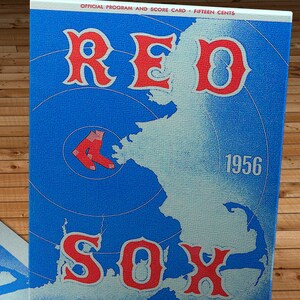 OFFICIAL PROGRAM AND SCORE CARD • FIFTEEN CENTS
RED
1956
SOX